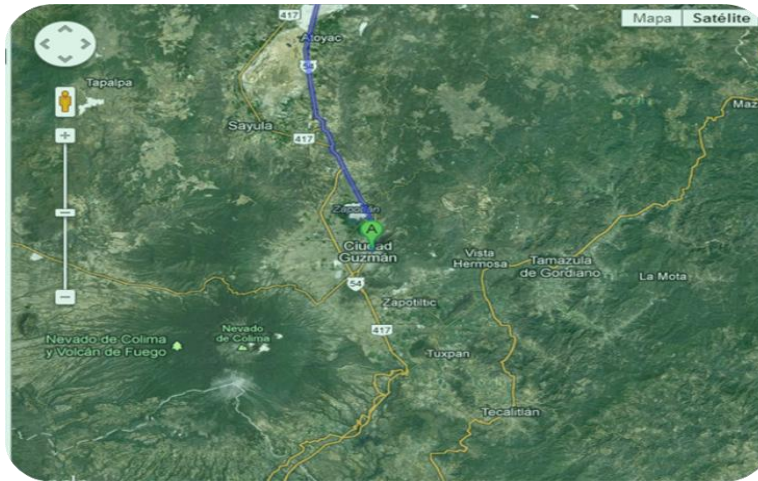 Mapa
Satélite
417
Atoyac
54
Tapalpa
Sayula
417
Zapotlán
A
Ciudad
Guzmán
Vista
Hermosa
Tamazula
de Gordiano
La Mota
54
Zapotiltic
417
Nevado
de Colima
Nevado de Colima
y Volcán de Fuego
Tuxpan
Tecalitlán